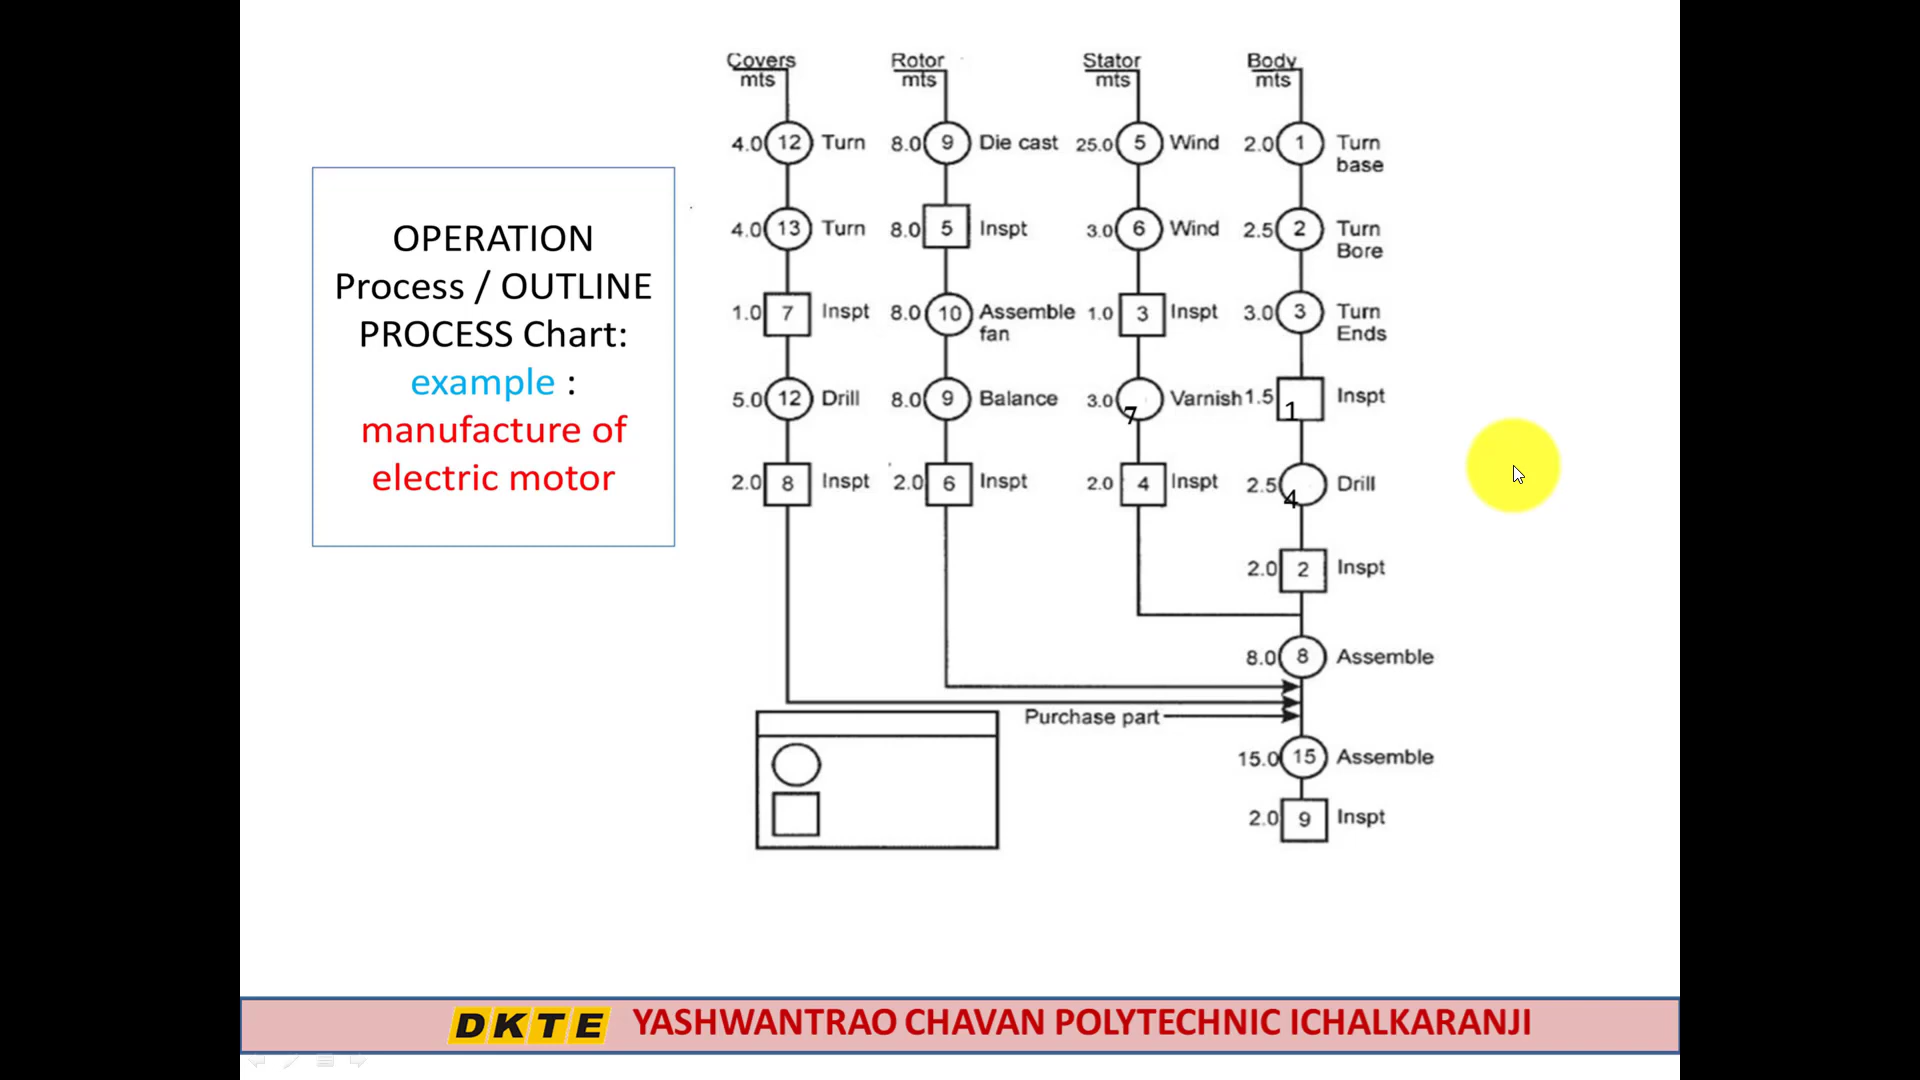 OPERATION
Process / OUTLINE
PROCESS Chart:
example :
manufacture of
electric motor
Covers Rotor Stator Body
mts mts mts mts
4.0 12 Turn 8.0 9 Die cast 25.0 5 Wind 2.0 1 Turn
base
4.0 13 Turn 8.0 5 Inspt 3.0 6 Wind 2.5 2 Turn
Bore
1.0 7 Inspt 8.0 10 Assemble 1.0 3 Inspt 3.0 3 Turn
fan Ends
5.0 12 Drill 8.0 9 Balance 3.0 7 Varnish 1.5 1 Inspt
2.0 8 Inspt 2.0 6 Inspt 2.0 4 Inspt 2.5 4 Drill
2.0 2 Inspt
8.0 8 Assemble
Purchase part
15.0 15 Assemble
2.0 9 Inspt
DKTE YASHWANTRAO CHAVAN POLYTECHNIC ICHALKARANJI